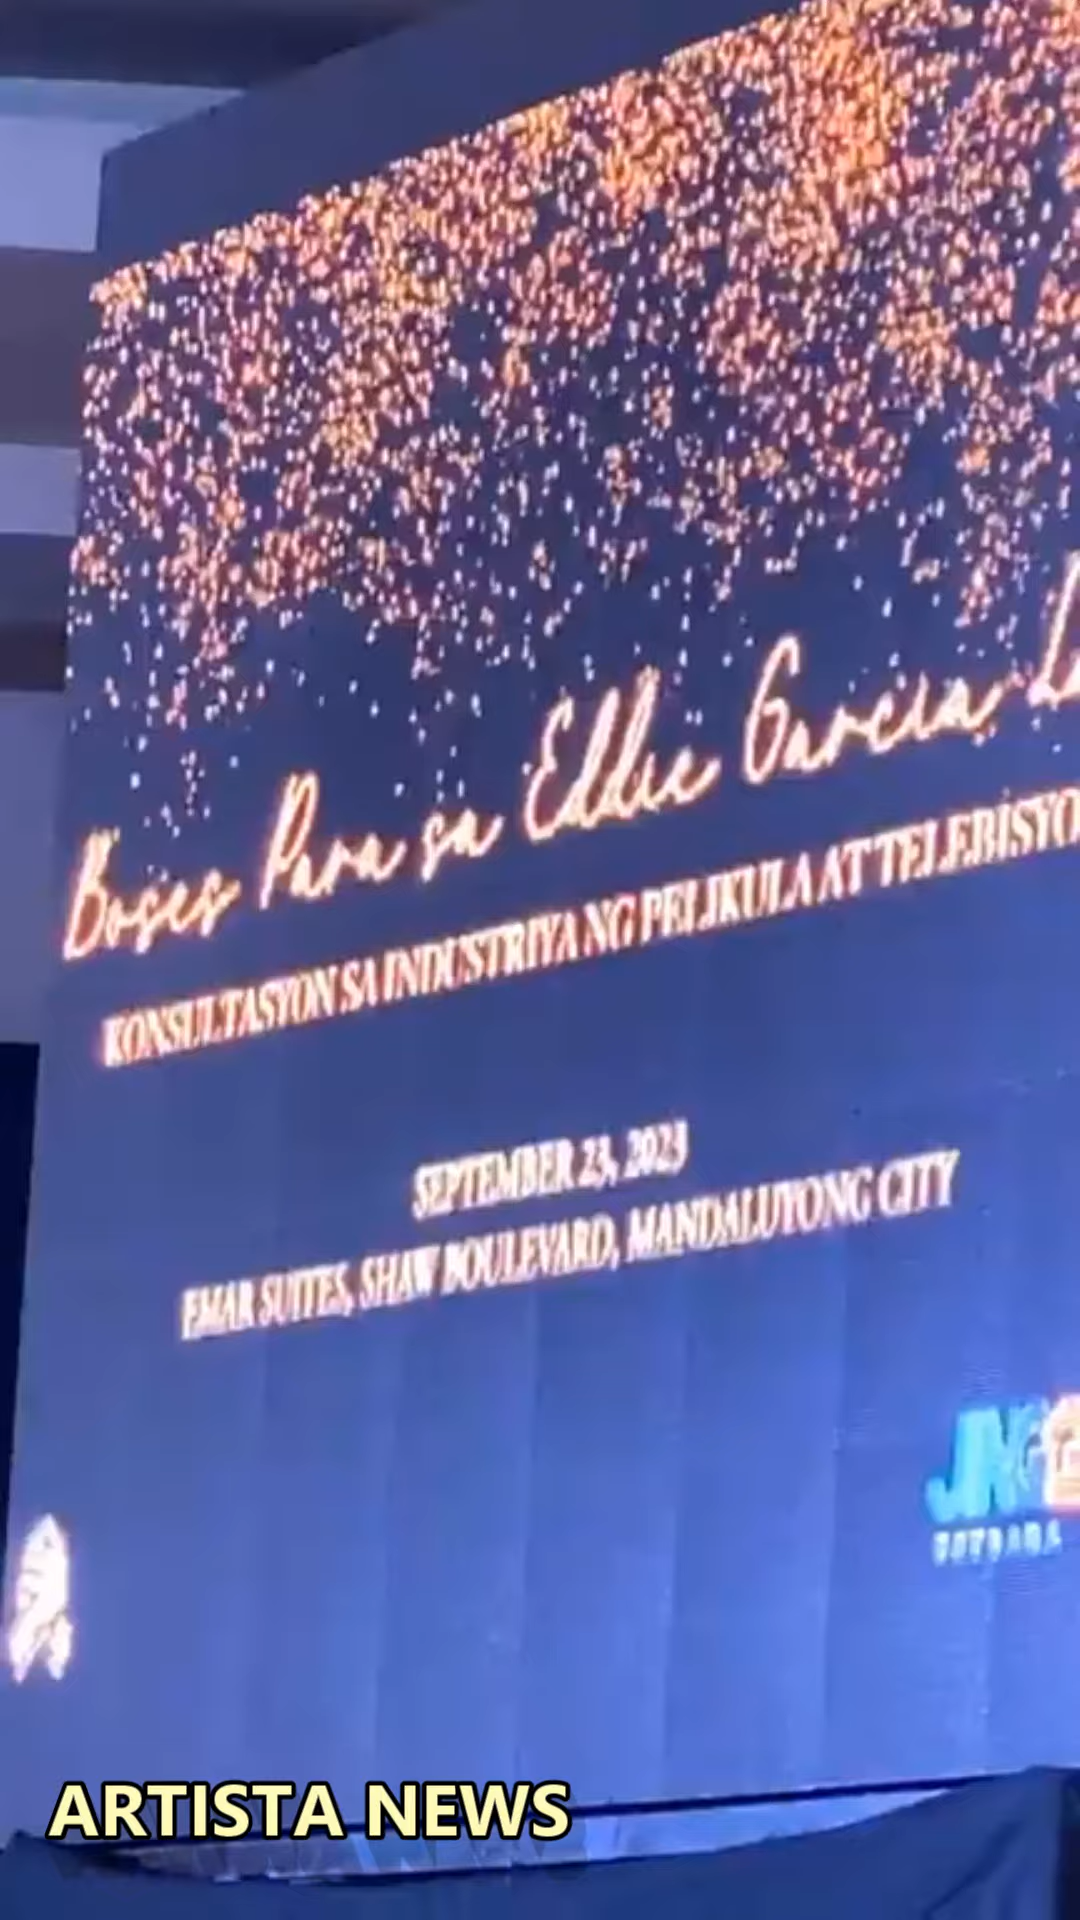 Boses Para sa Eddie Garcia
KONSULTASYON SA INDUSTRIYA NG PELIKULA AT TELEBISYO
SEPTEMBER 23, 2023
EMAR SUITES, SHAW BOULEVARD, MANDALUYONG CITY
ARTISTA NEWS